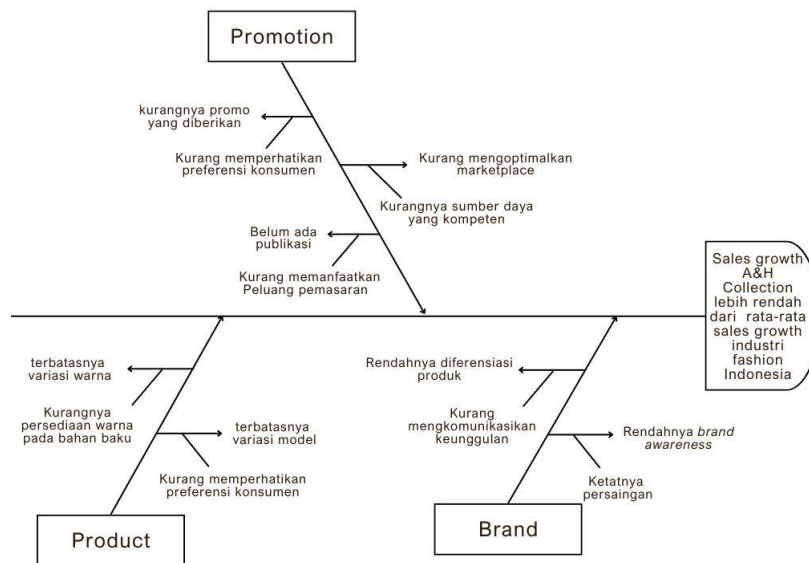 Promotion
kurangnya promo
yang diberikan
Kurang memperhatikan
preferensi konsumen
Kurang mengoptimalkan
marketplace
Kurangnya sumber daya
yang kompeten
Belum ada
publikasi
Kurang memanfaatkan
Peluang pemasaran
Sales growth
A&H
Collection
lebih rendah
dari rata-rata
sales growth
industri
fashion
Indonesia
terbatasnya
variasi warna
Kurangnya
persediaan warna
pada bahan baku
terbatasnya
variasi model
Kurang memperhatikan
preferensi konsumen
Product
Rendahnya diferensiasi
produk
Kurang
mengkomunikasikan
keunggulan
Rendahnya brand
awareness
Ketatnya
persaingan
Brand